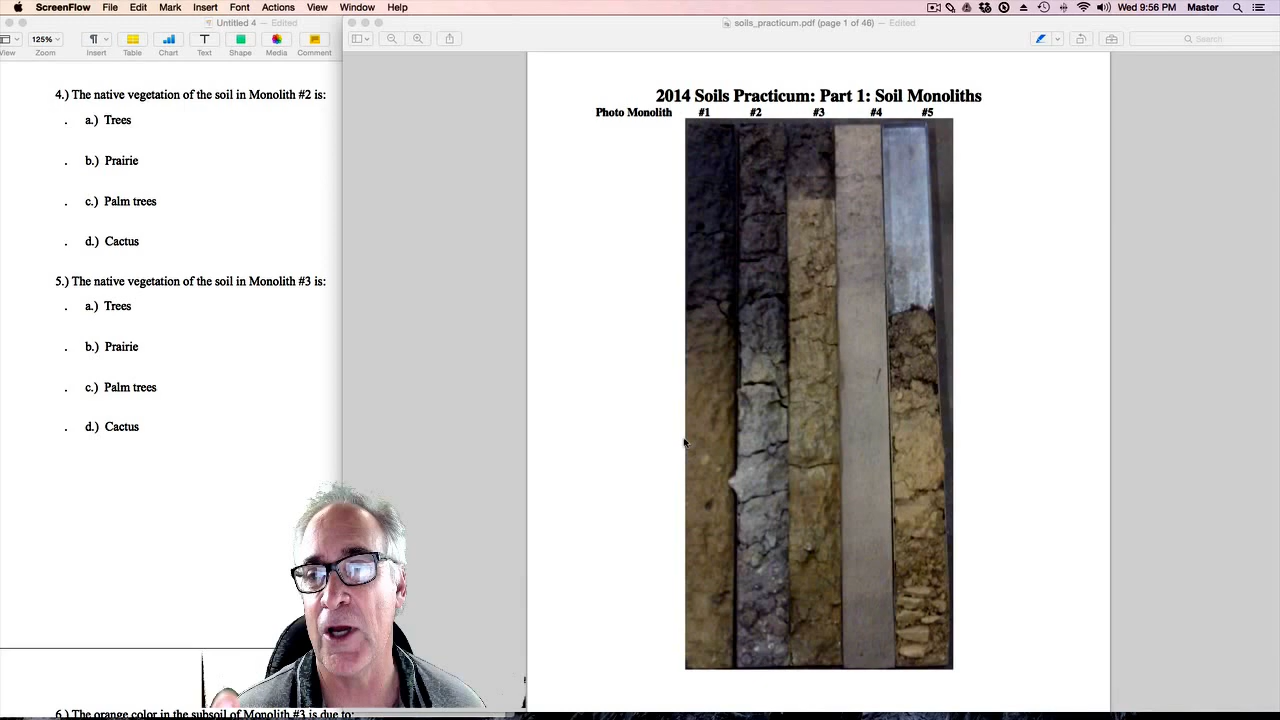 ScreenFlow File Edit Mark Insert Font Actions View Window Help Wed 9:56 PM Master
Untitled 4 — Edited
125%
View Zoom Insert Table Chart Text Shape Media Comment
soils_practicum.pdf (page 1 of 46) — Edited
Search
4.) The native vegetation of the soil in Monolith #2 is:
. a.) Trees
. b.) Prairie
. c.) Palm trees
. d.) Cactus
5.) The native vegetation of the soil in Monolith #3 is:
. a.) Trees
. b.) Prairie
. c.) Palm trees
. d.) Cactus
6.) The orange color in the subsoil of Monolith #3 is due to:
2014 Soils Practicum: Part 1: Soil Monoliths
Photo Monolith #1 #2 #3 #4 #5